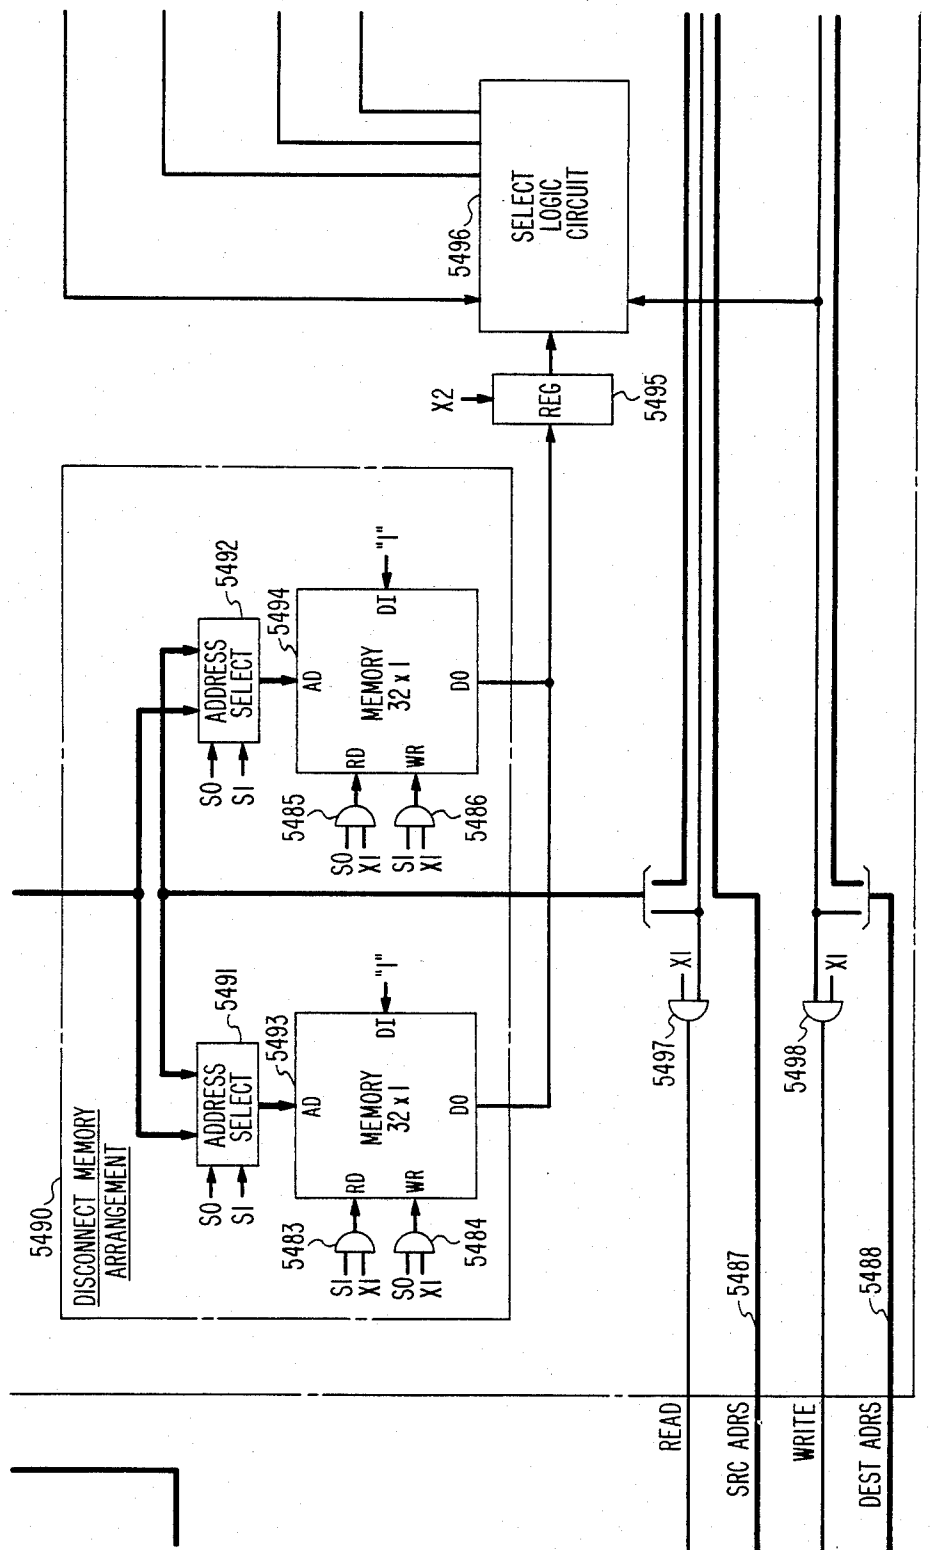 5490
DISCONNECT MEMORY
ARRANGEMENT
S0
S1
ADDRESS
SELECT
5491
S0
S1
ADDRESS
SELECT
5492
5483
S1
X1
RD
S0
X1
WR
5484
AD
5493
MEMORY
32 x 1
DI
"1"
DO
5485
S0
X1
RD
S1
X1
WR
5486
AD
5494
MEMORY
32 x 1
DI
"1"
DO
X2
REG
5495
5496
SELECT
LOGIC
CIRCUIT
READ
5497
X1
SRC ADRS
5487
WRITE
5498
X1
DEST ADRS
5488